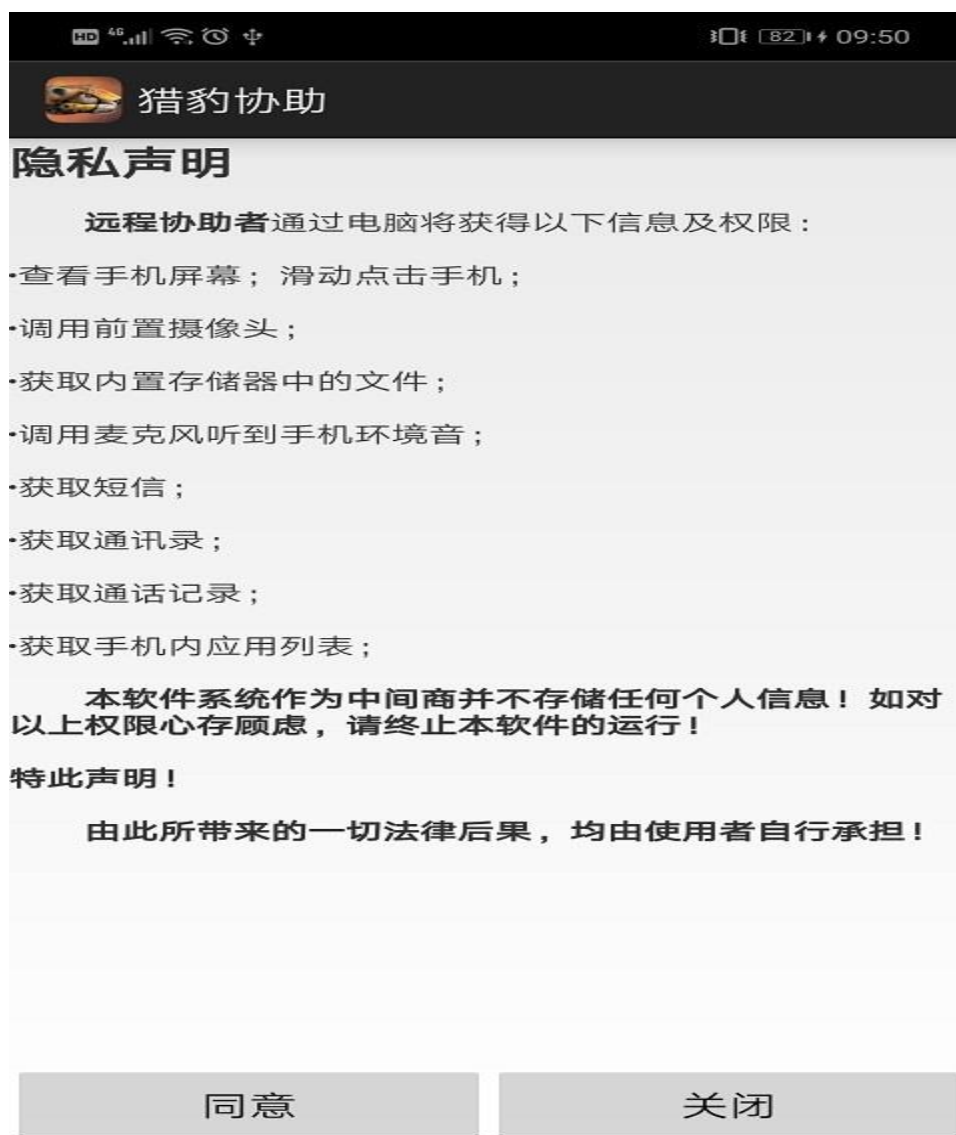 HD 4G 82 09:50
猎豹协助
隐私声明
远程协助者通过电脑将获得以下信息及权限：
·查看手机屏幕；滑动点击手机；
·调用前置摄像头；
·获取内置存储器中的文件；
·调用麦克风听到手机环境音；
·获取短信；
·获取通讯录；
·获取通话记录；
·获取手机内应用列表；
本软件系统作为中间商并不存储任何个人信息！如对
以上权限心存顾虑，请终止本软件的运行！
特此声明！
由此所带来的一切法律后果，均由使用者自行承担！
同意 关闭